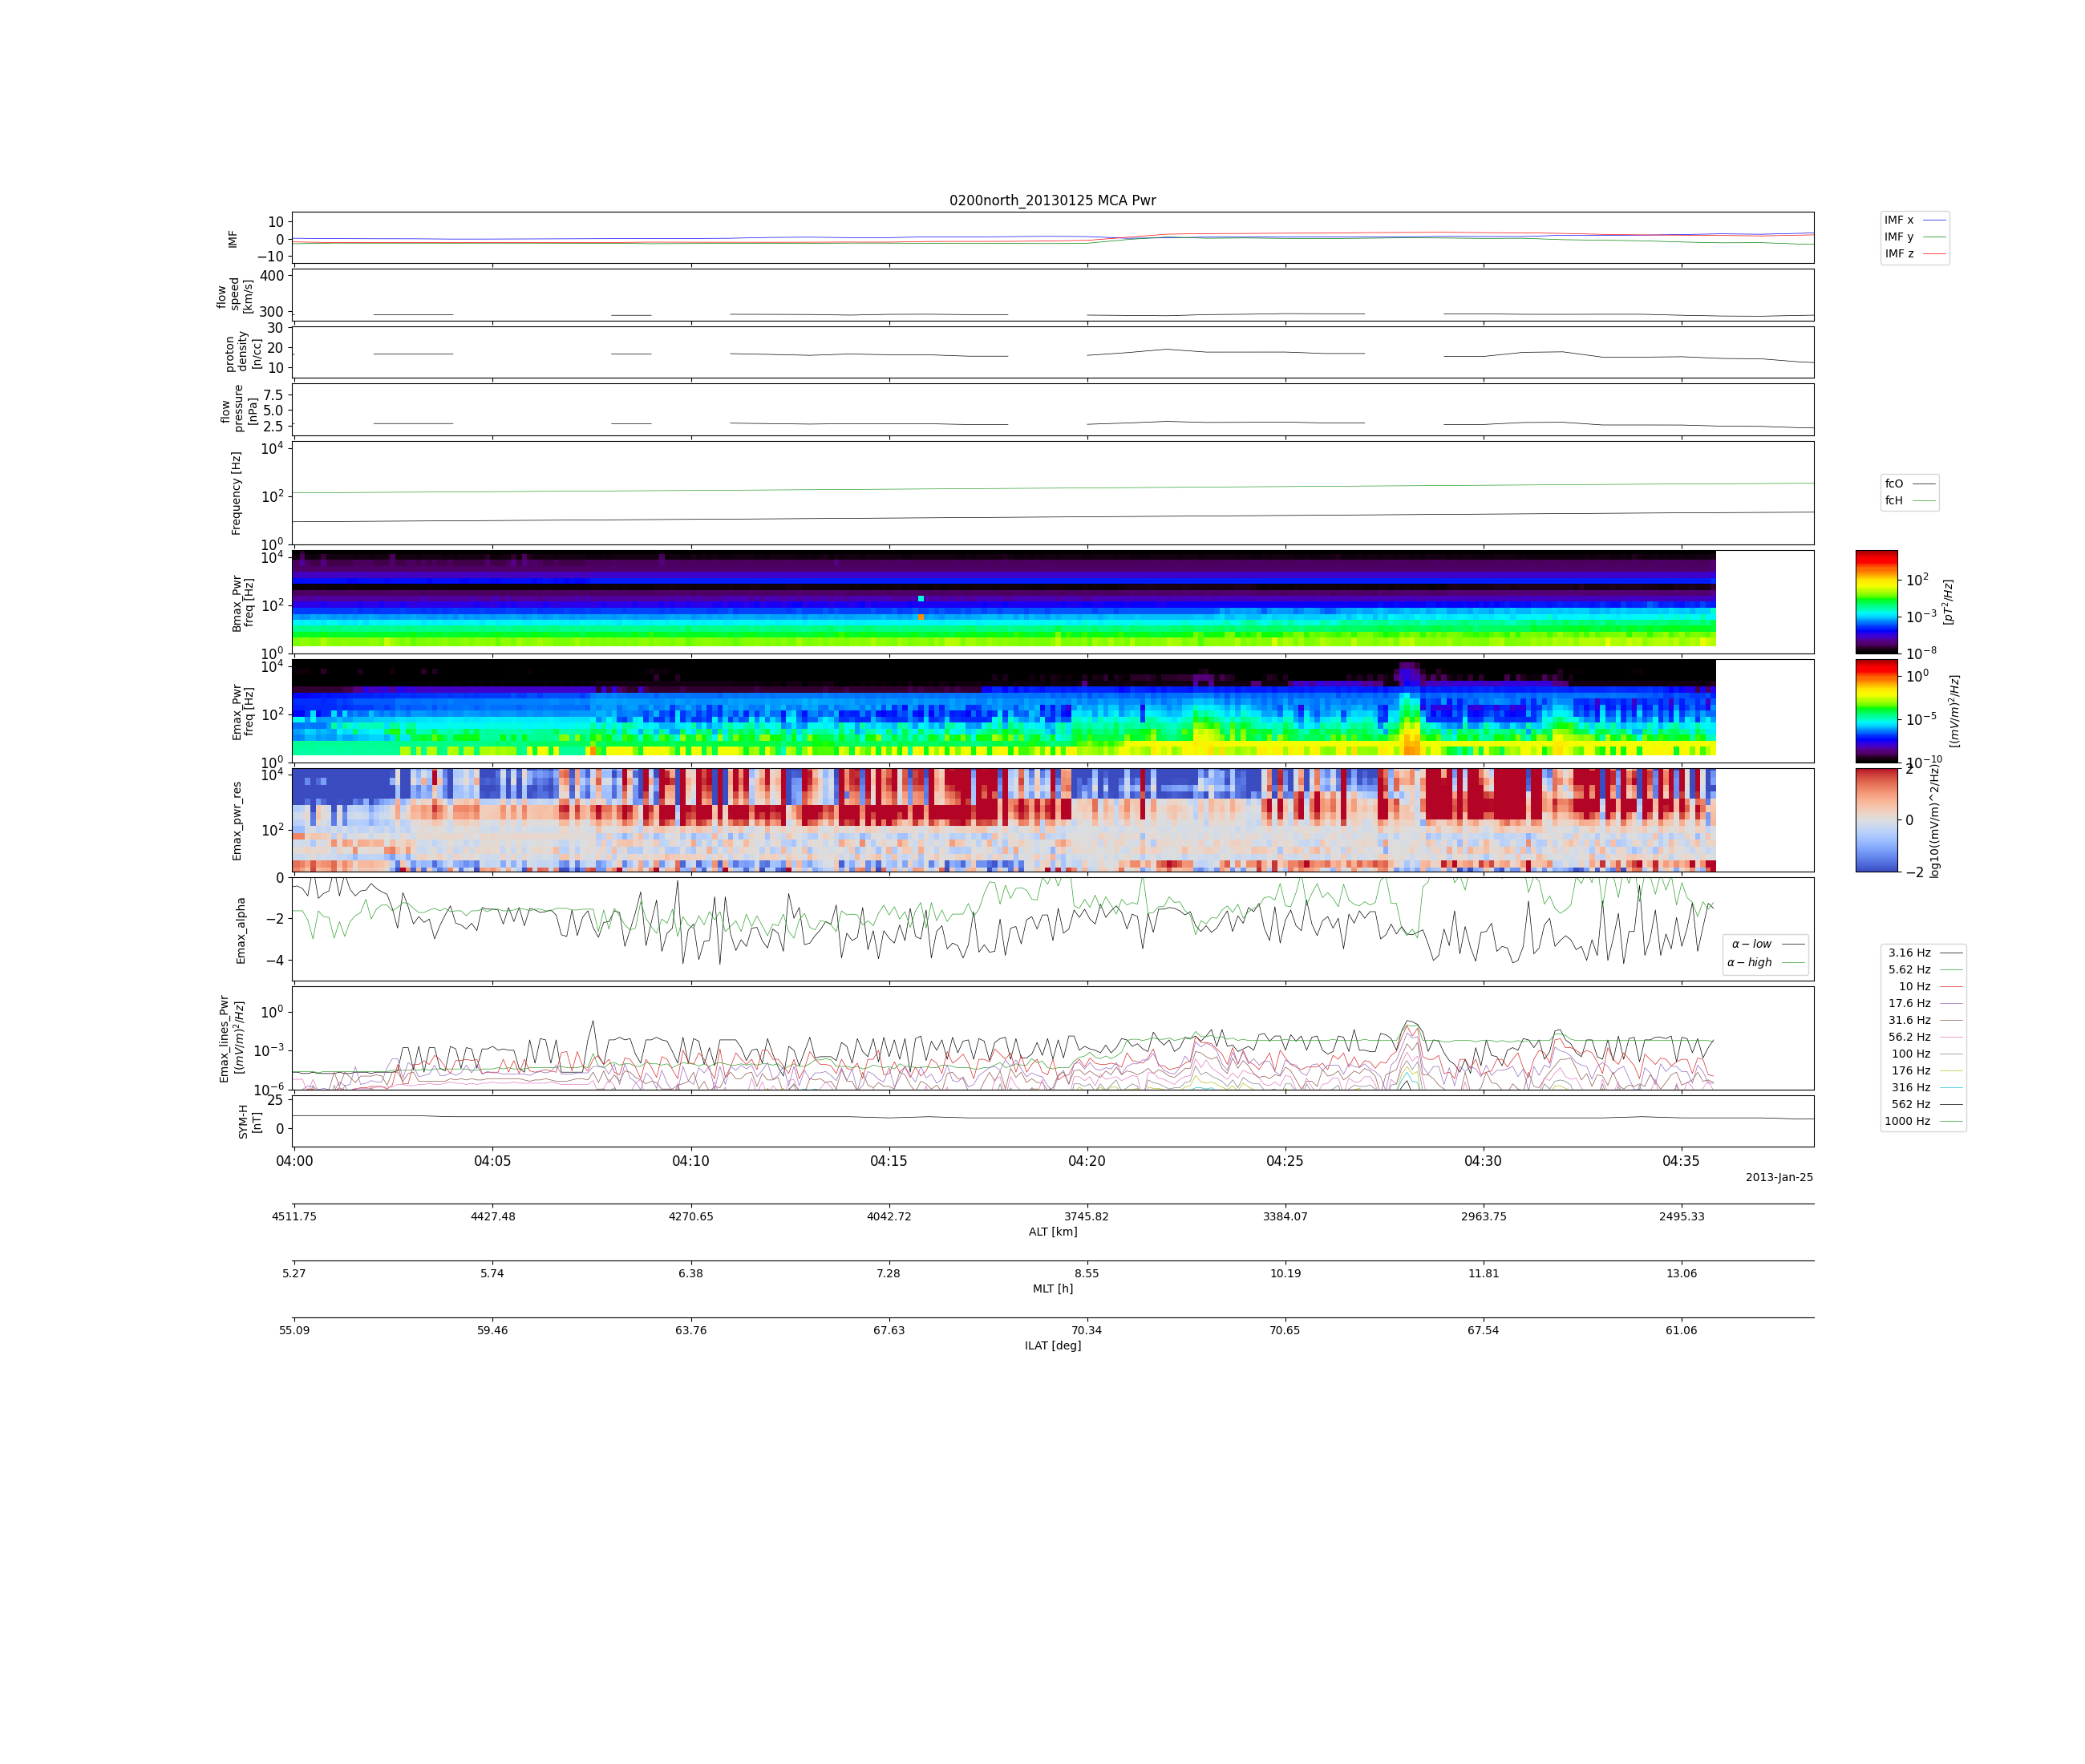 0200north_20130125 MCA Pwr
IMF
10
0
−10
IMF x
IMF y
IMF z
flow
speed
[km/s]
400
300
proton
density
[n/cc]
30
20
10
flow
pressure
[nPa]
7.5
5.0
2.5
Frequency [Hz]
10^4
10^2
10^0
fcO
fcH
Bmax_Pwr
freq [Hz]
10^4
10^2
10^0
10^2
10^−3
10^−8
[pT^2/Hz]
Emax_Pwr
freq [Hz]
10^4
10^2
10^0
10^0
10^−5
10^−10
[(mV/m)^2/Hz]
Emax_pwr_res
10^4
10^2
2
0
−2
log10((mV/m)^2/Hz)
Emax_alpha
0
−2
−4
α − low
α − high
Emax_lines_Pwr
[(mV/m)^2/Hz]
10^0
10^−3
10^−6
3.16 Hz
5.62 Hz
10 Hz
17.6 Hz
31.6 Hz
56.2 Hz
100 Hz
176 Hz
316 Hz
562 Hz
1000 Hz
SYM-H
[nT]
25
0
04:00 04:05 04:10 04:15 04:20 04:25 04:30 04:35
2013-Jan-25
4511.75 4427.48 4270.65 4042.72 3745.82 3384.07 2963.75 2495.33
ALT [km]
5.27 5.74 6.38 7.28 8.55 10.19 11.81 13.06
MLT [h]
55.09 59.46 63.76 67.63 70.34 70.65 67.54 61.06
ILAT [deg]